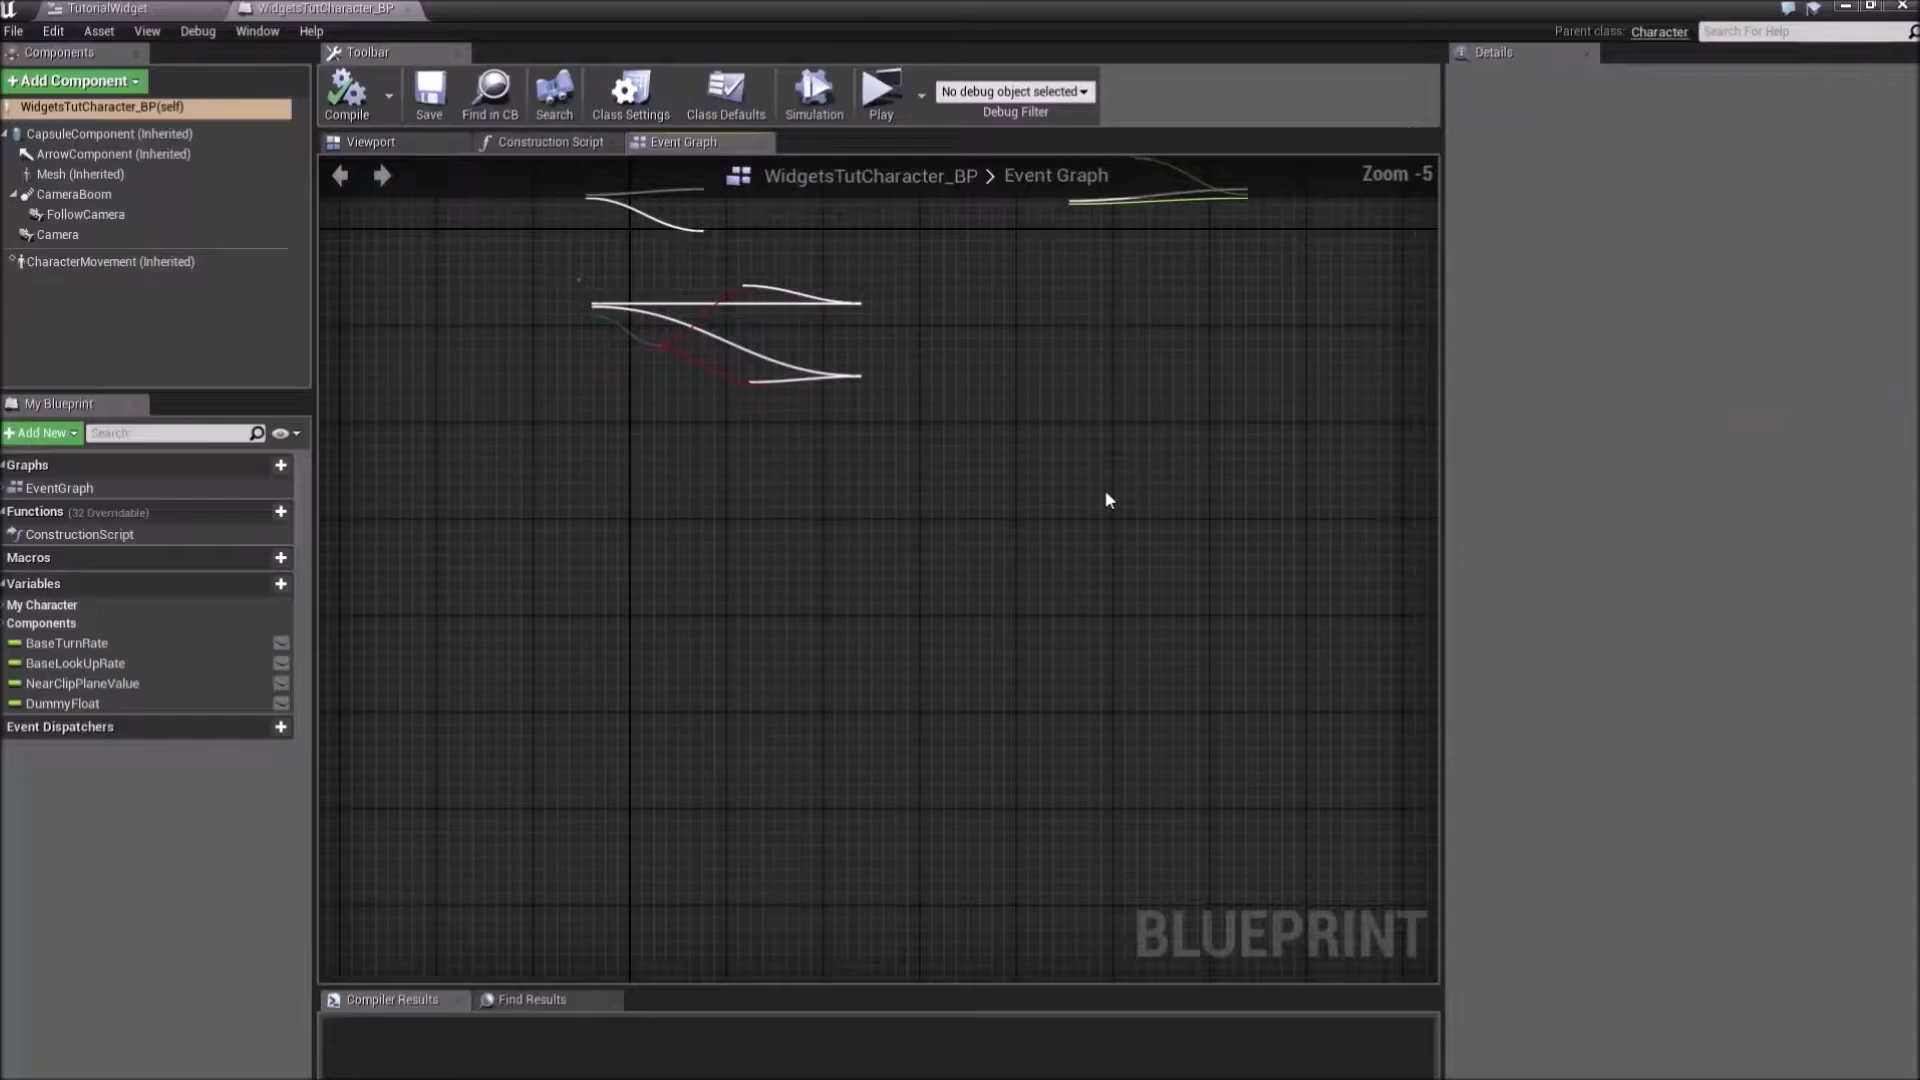 TutorialWidget
WidgetsTutCharacter_BP
File Edit Asset View Debug Window Help
Parent class: Character
Search For Help
Components
Toolbar
Details
+Add Component
WidgetsTutCharacter_BP(self)
CapsuleComponent (Inherited)
ArrowComponent (Inherited)
Mesh (Inherited)
CameraBoom
FollowCamera
Camera
CharacterMovement (Inherited)
Compile
Save
Find in CB
Search
Class Settings
Class Defaults
Simulation
Play
No debug object selected
Debug Filter
Viewport
Construction Script
Event Graph
WidgetsTutCharacter_BP > Event Graph
Zoom -5
My Blueprint
+Add New
Search
Graphs
EventGraph
Functions (32 Overridable)
ConstructionScript
Macros
Variables
My Character
Components
BaseTurnRate
BaseLookUpRate
NearClipPlaneValue
DummyFloat
Event Dispatchers
BLUEPRINT
Compiler Results
Find Results